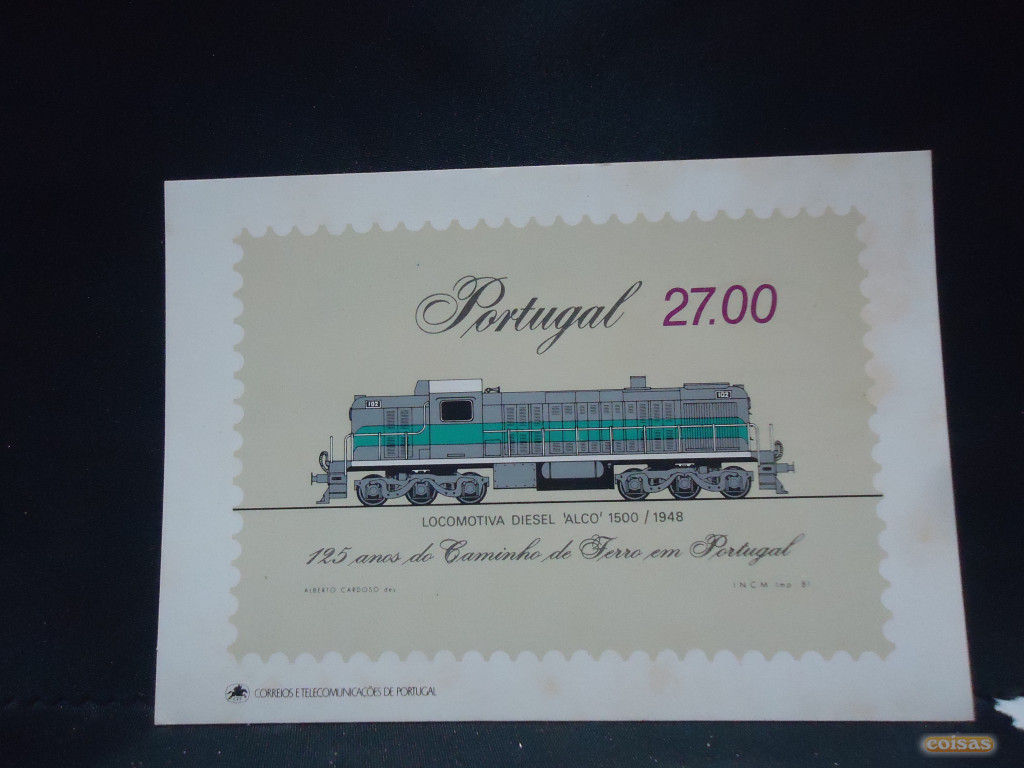 Portugal 27.00
102 102
LOCOMOTIVA DIESEL 'ALCO' 1500 / 1948
125 anos do Caminho de Ferro em Portugal
ALBERTO CARDOSO des
INCM imp 81
CORREIOS E TELECOMUNICAÇÕES DE PORTUGAL
coisas